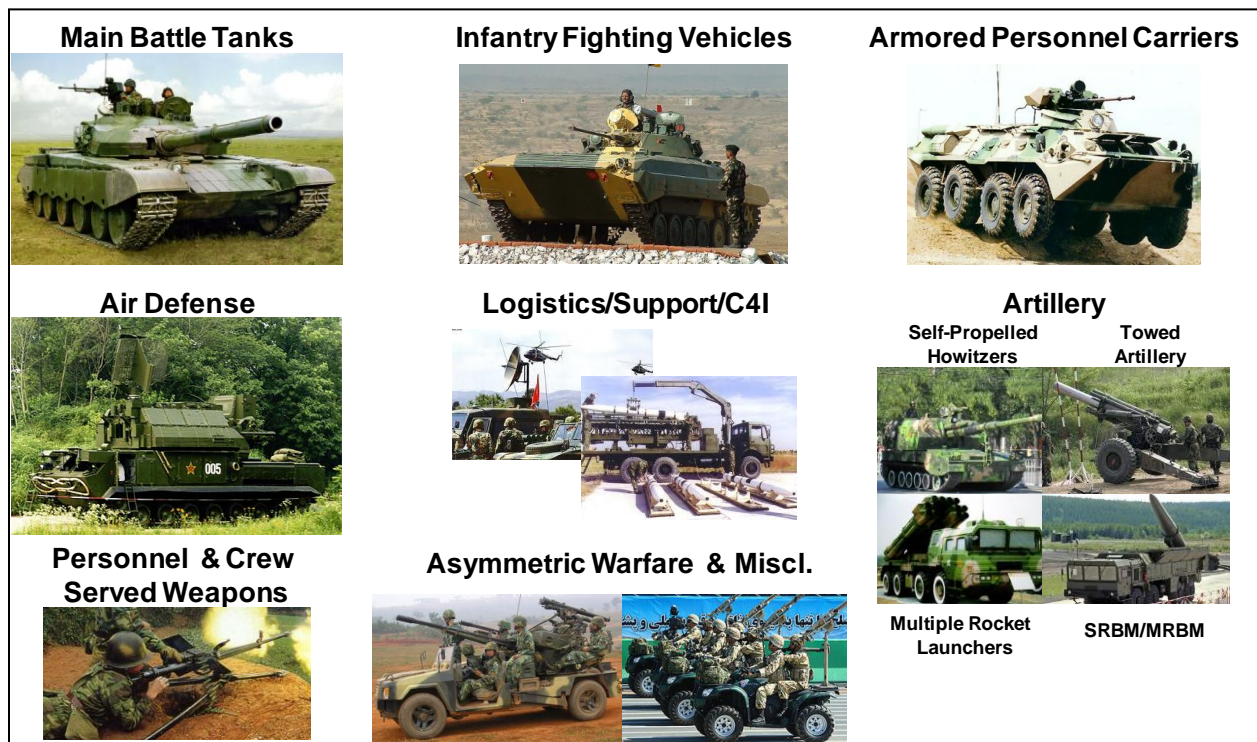 Main Battle Tanks
Infantry Fighting Vehicles
Armored Personnel Carriers
Air Defense
Logistics/Support/C4I
Artillery
Self-Propelled
Howitzers
Towed
Artillery
005
Personnel & Crew
Served Weapons
Asymmetric Warfare & Miscl.
Multiple Rocket
Launchers
SRBM/MRBM